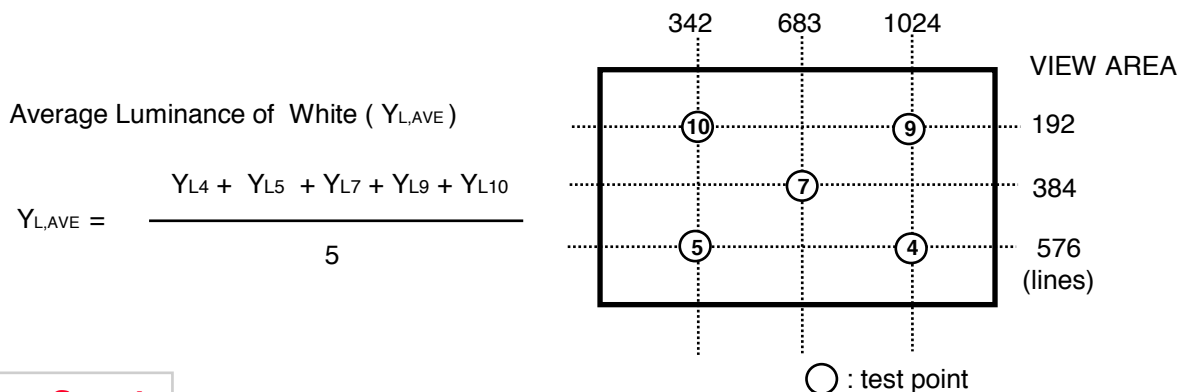 342 683 1024
VIEW AREA
Average Luminance of White ( YL,AVE )
10 9 192
YL4 + YL5 + YL7 + YL9 + YL10
7 384
YL,AVE =
5
5 4 576
(lines)
: test point